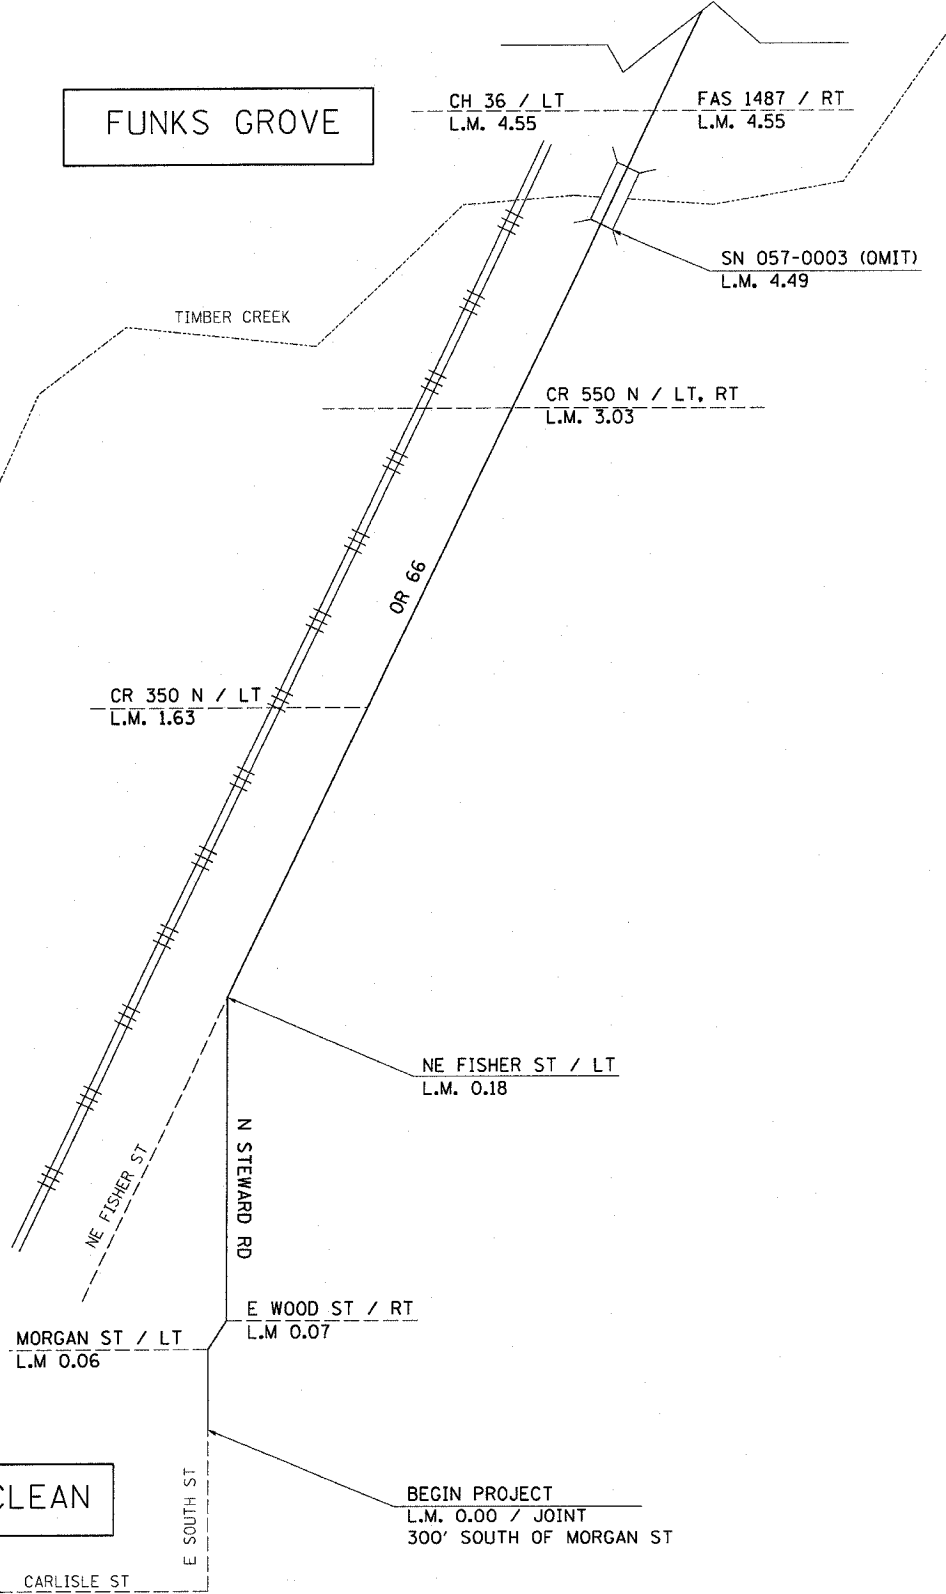 FUNKS GROVE
CH 36 / LT
L.M. 4.55
FAS 1487 / RT
L.M. 4.55
SN 057-0003 (OMIT)
L.M. 4.49
TIMBER CREEK
CR 550 N / LT, RT
L.M. 3.03
OR 66
CR 350 N / LT
L.M. 1.63
NE FISHER ST / LT
L.M. 0.18
N STEWARD RD
NE FISHER ST
E WOOD ST / RT
L.M 0.07
MORGAN ST / LT
L.M 0.06
CLEAN
E SOUTH ST
BEGIN PROJECT
L.M. 0.00 / JOINT
300' SOUTH OF MORGAN ST
CARLISLE ST